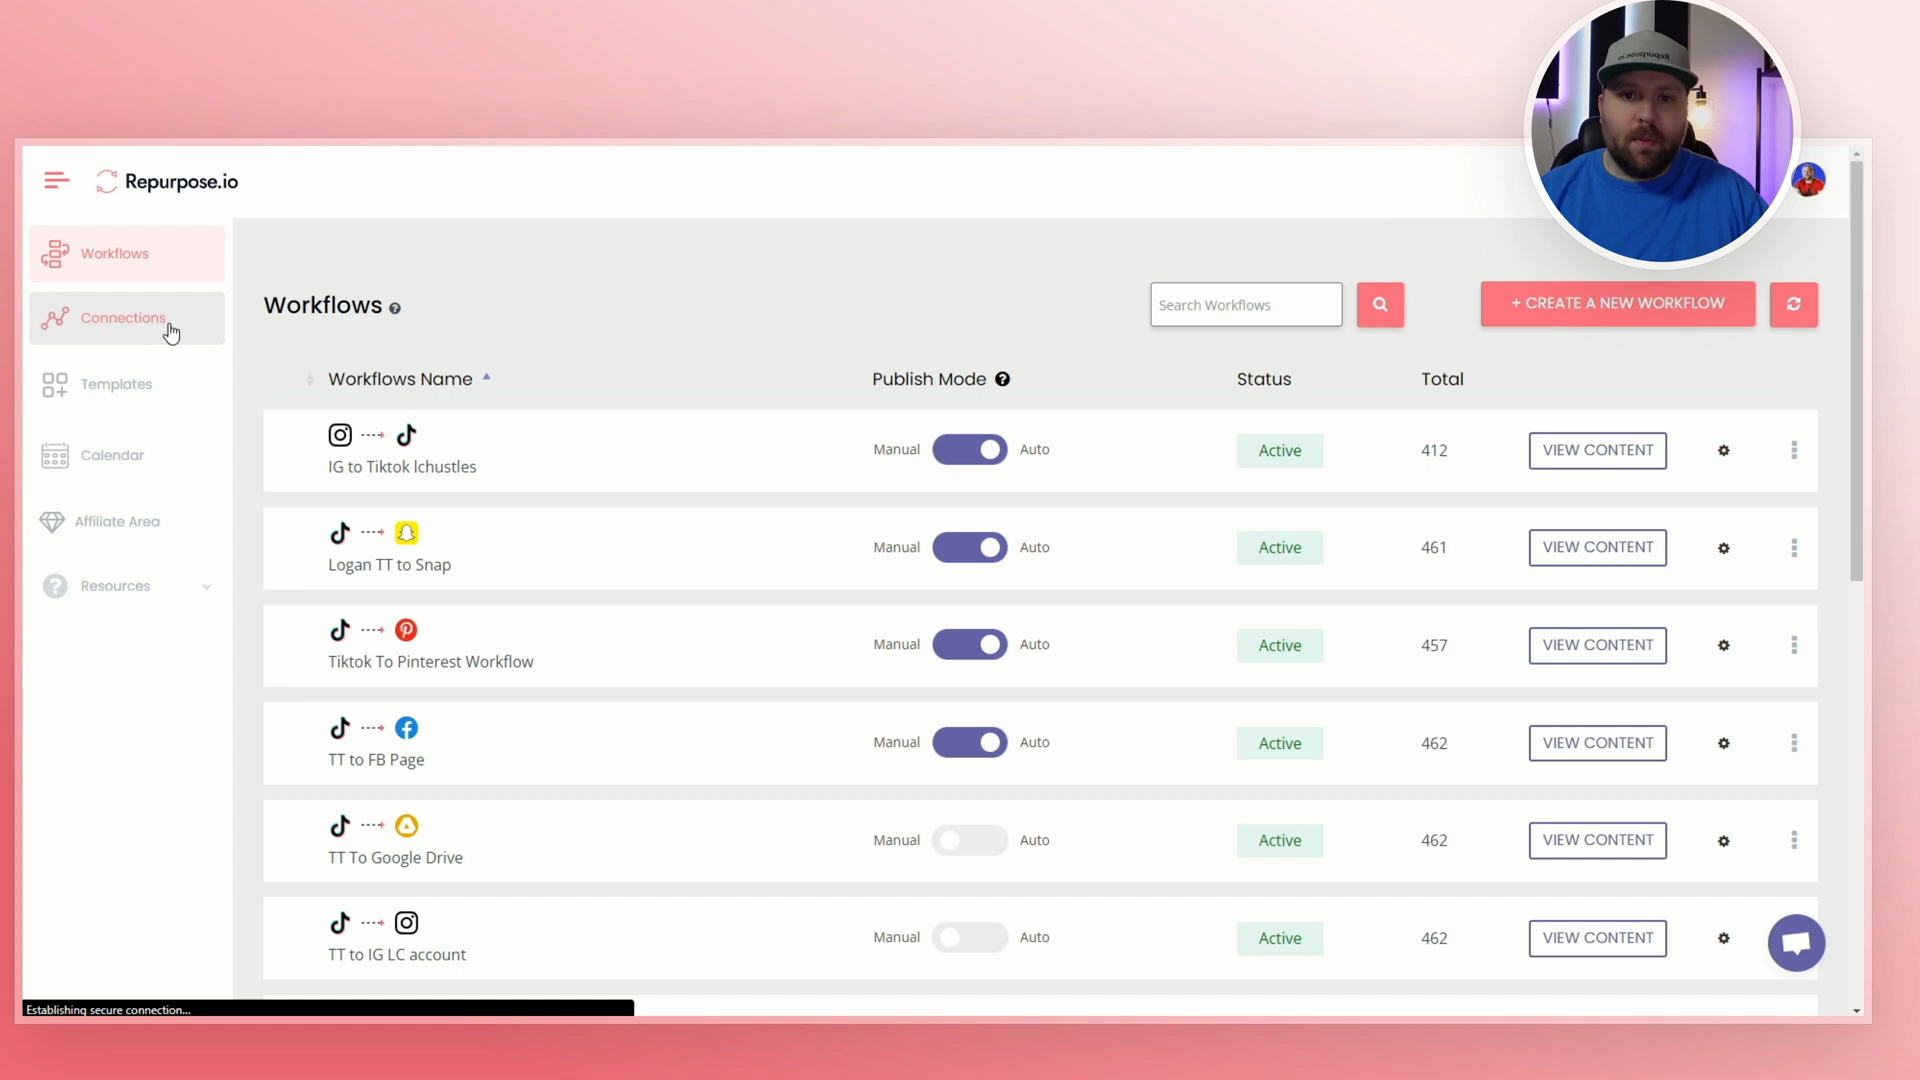 Repurpose.io
Repurpose.io
Workflows
Connections
Templates
Calendar
Affiliate Area
Resources
Workflows
Search Workflows
+ CREATE A NEW WORKFLOW
Workflows Name
Publish Mode
Status
Total
IG to Tiktok lchustles
Manual
Auto
Active
412
VIEW CONTENT
Logan TT to Snap
Manual
Auto
Active
461
VIEW CONTENT
Tiktok To Pinterest Workflow
Manual
Auto
Active
457
VIEW CONTENT
TT to FB Page
Manual
Auto
Active
462
VIEW CONTENT
TT To Google Drive
Manual
Auto
Active
462
VIEW CONTENT
TT to IG LC account
Manual
Auto
Active
462
VIEW CONTENT
Establishing secure connection...